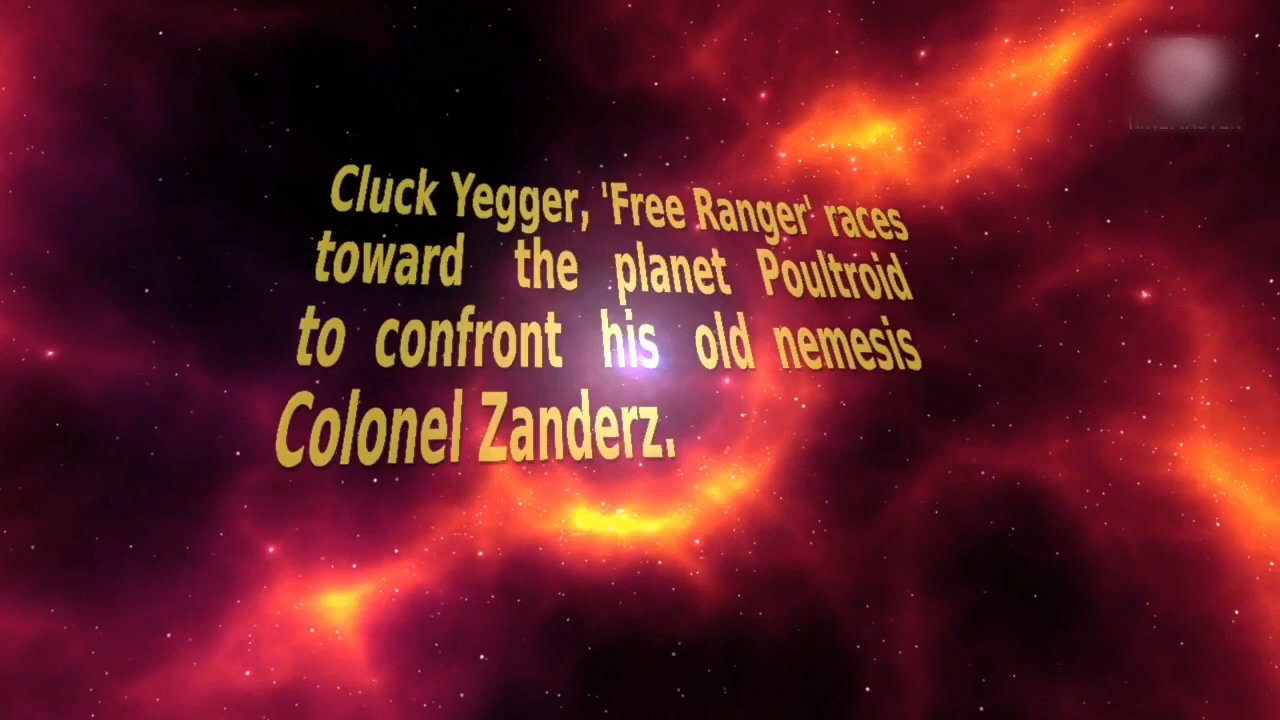 Cluck Yegger, 'Free Ranger' races
toward the planet Poultroid
to confront his old nemesis
Colonel Zanderz.